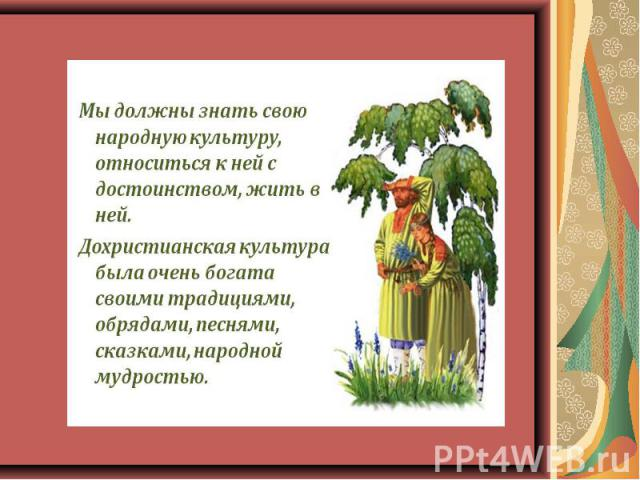 Мы должны знать свою
народную культуру,
относиться к ней с
достоинством, жить в
ней.
Дохристианская культура
была очень богата
своими традициями,
обрядами, песнями,
сказками, народной
мудростью.
PPt4WEB.ru